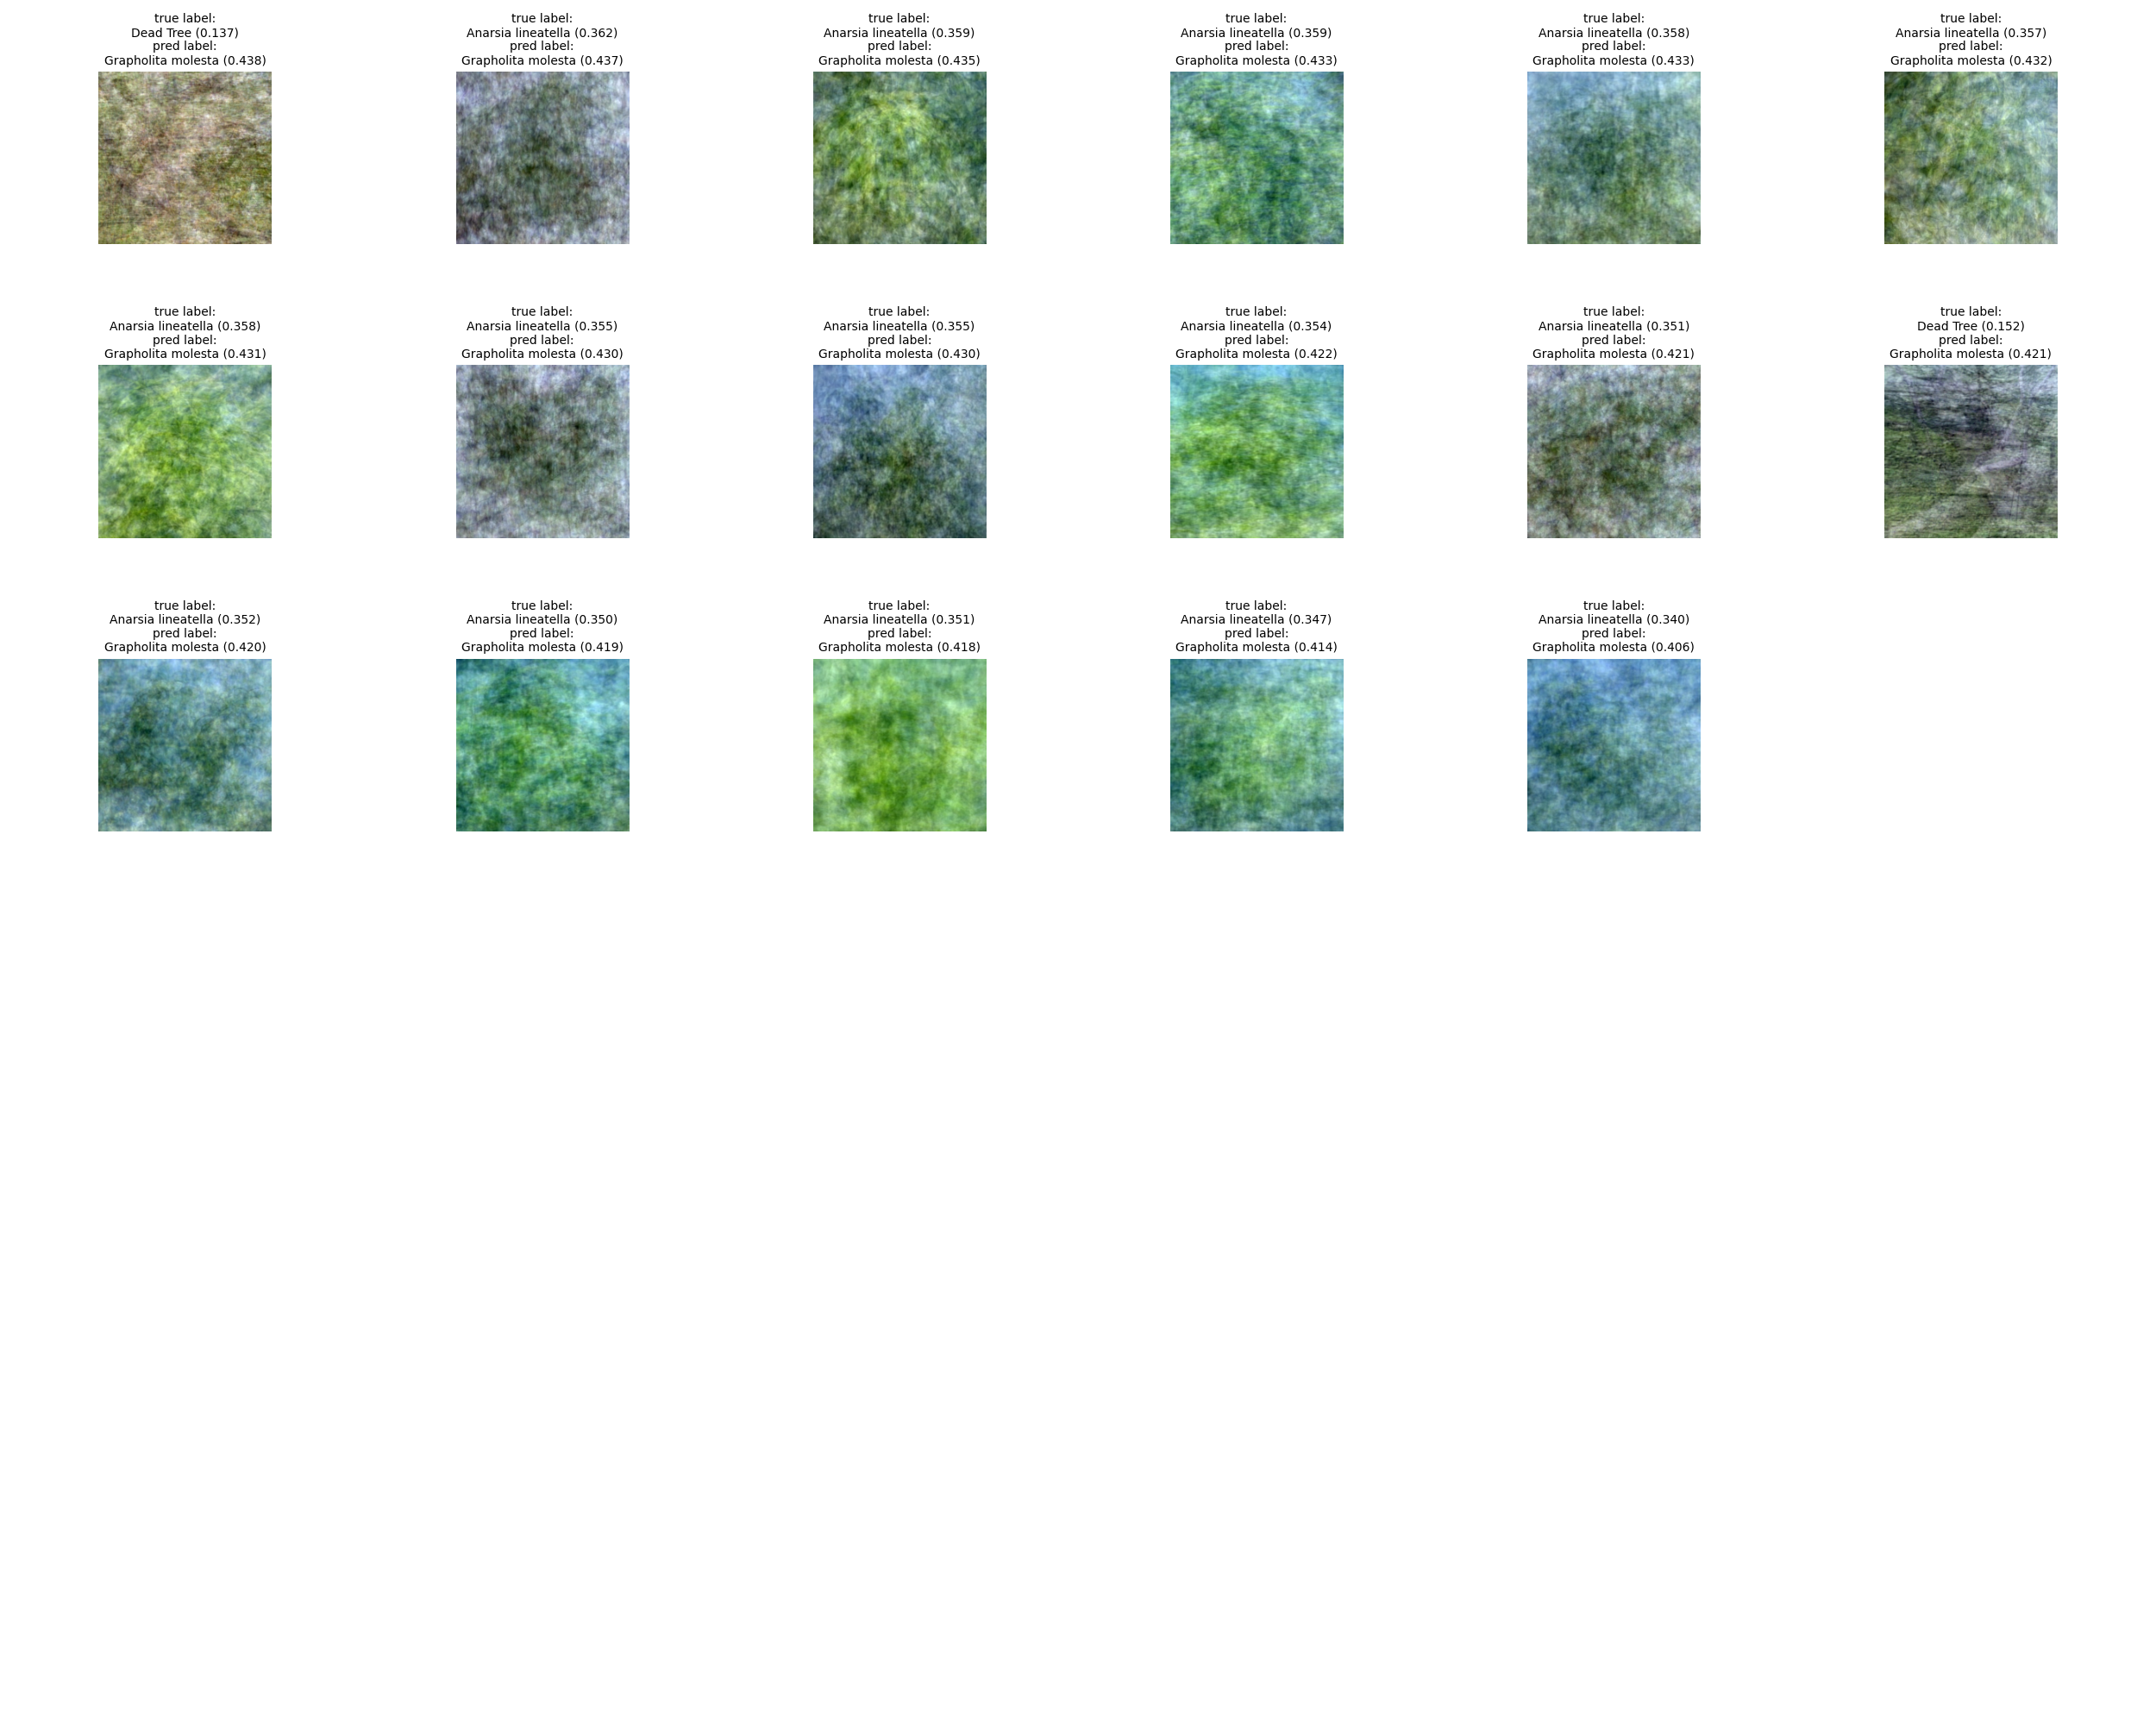 true label:
Dead Tree (0.137)
pred label:
Grapholita molesta (0.438)
true label:
Anarsia lineatella (0.362)
pred label:
Grapholita molesta (0.437)
true label:
Anarsia lineatella (0.359)
pred label:
Grapholita molesta (0.435)
true label:
Anarsia lineatella (0.359)
pred label:
Grapholita molesta (0.433)
true label:
Anarsia lineatella (0.358)
pred label:
Grapholita molesta (0.433)
true label:
Anarsia lineatella (0.357)
pred label:
Grapholita molesta (0.432)
true label:
Anarsia lineatella (0.358)
pred label:
Grapholita molesta (0.431)
true label:
Anarsia lineatella (0.355)
pred label:
Grapholita molesta (0.430)
true label:
Anarsia lineatella (0.355)
pred label:
Grapholita molesta (0.430)
true label:
Anarsia lineatella (0.354)
pred label:
Grapholita molesta (0.422)
true label:
Anarsia lineatella (0.351)
pred label:
Grapholita molesta (0.421)
true label:
Dead Tree (0.152)
pred label:
Grapholita molesta (0.421)
true label:
Anarsia lineatella (0.352)
pred label:
Grapholita molesta (0.420)
true label:
Anarsia lineatella (0.350)
pred label:
Grapholita molesta (0.419)
true label:
Anarsia lineatella (0.351)
pred label:
Grapholita molesta (0.418)
true label:
Anarsia lineatella (0.347)
pred label:
Grapholita molesta (0.414)
true label:
Anarsia lineatella (0.340)
pred label:
Grapholita molesta (0.406)